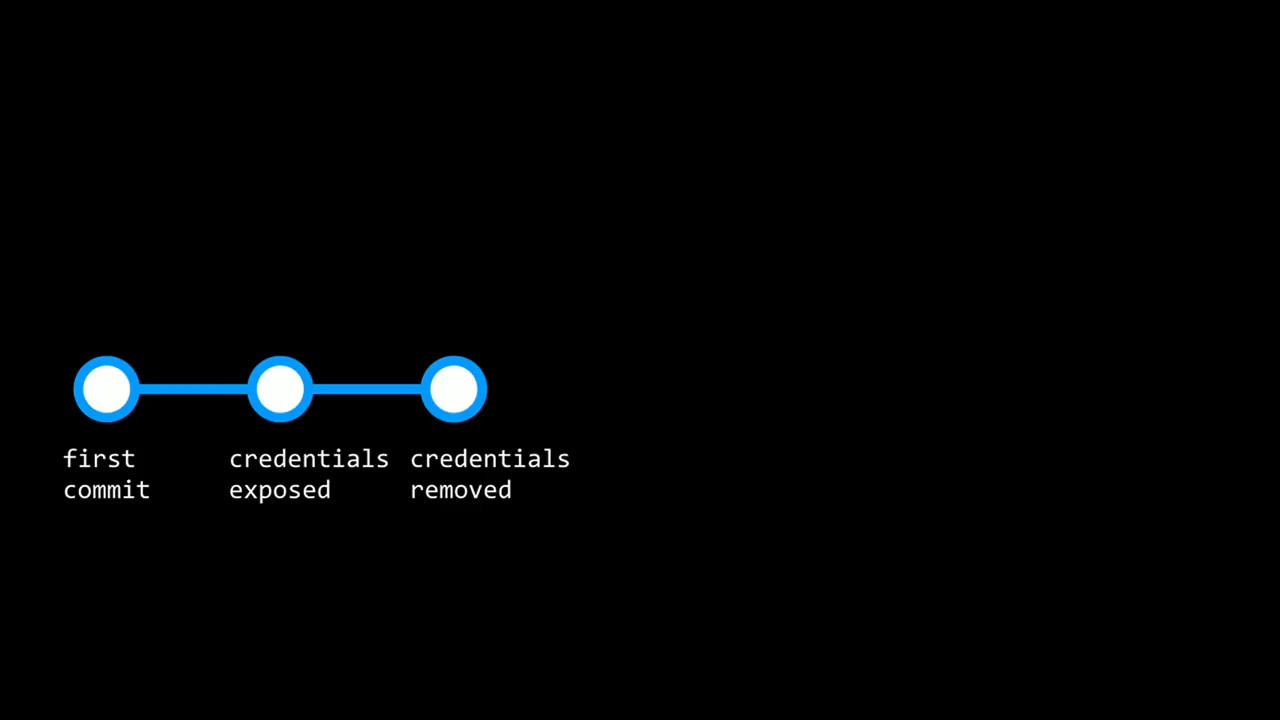 first
commit
credentials
exposed
credentials
removed